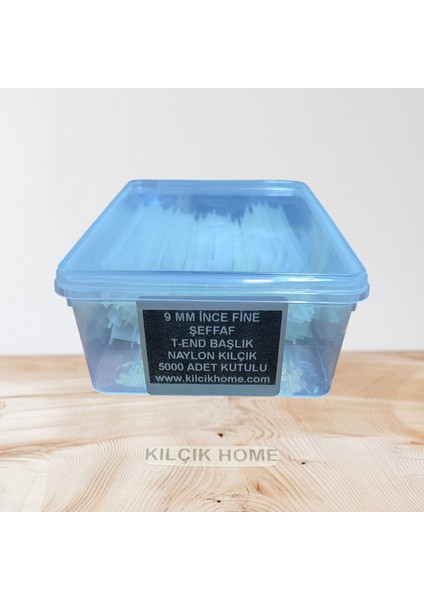 9 MM İNCE FİNE
ŞEFFAF
T-END BAŞLIK
NAYLON KILÇIK
5000 ADET KUTULU
www.kilcikhome.com
KILÇIK HOME